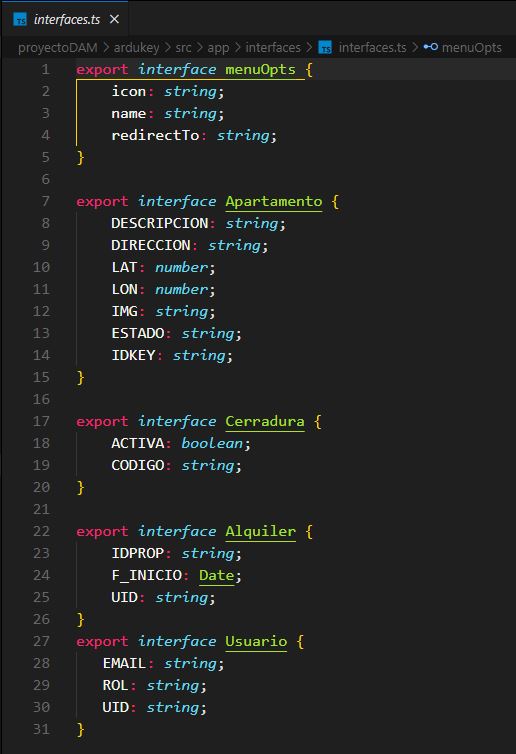 TS interfaces.ts ×
proyectoDAM > ardukey > src > app > interfaces > TS interfaces.ts > menuOpts
1 export interface menuOpts {
2 icon: string;
3 name: string;
4 redirectTo: string;
5 }
6
7 export interface Apartamento {
8 DESCRIPCION: string;
9 DIRECCION: string;
10 LAT: number;
11 LON: number;
12 IMG: string;
13 ESTADO: string;
14 IDKEY: string;
15 }
16
17 export interface Cerradura {
18 ACTIVA: boolean;
19 CODIGO: string;
20 }
21
22 export interface Alquiler {
23 IDPROP: string;
24 F_INICIO: Date;
25 UID: string;
26 }
27 export interface Usuario {
28 EMAIL: string;
29 ROL: string;
30 UID: string;
31 }